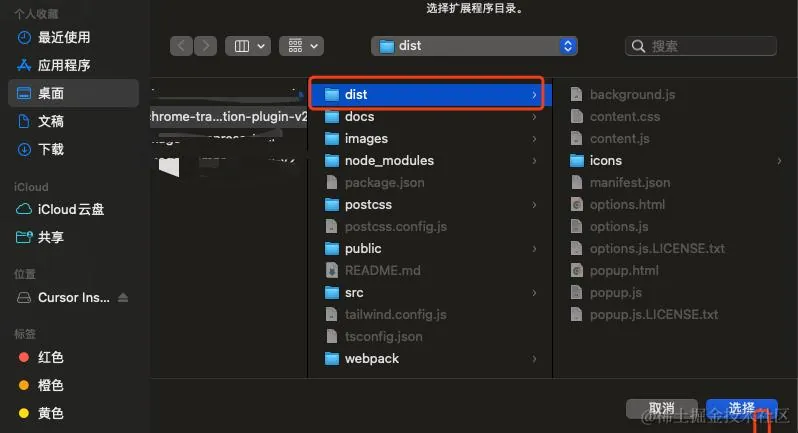 选择扩展程序目录。
个人收藏
最近使用
应用程序
桌面
文稿
下载
iCloud
iCloud云盘
共享
位置
Cursor Ins...
标签
红色
橙色
黄色
dist
搜索
chrome-tra...tion-plugin-v2
dist
docs
images
node_modules
package.json
postcss
postcss.config.js
public
README.md
src
tailwind.config.js
tsconfig.json
webpack
background.js
content.css
content.js
icons
manifest.json
options.html
options.js
options.js.LICENSE.txt
popup.html
popup.js
popup.js.LICENSE.txt
取消
选择
@稀土掘金技术社区